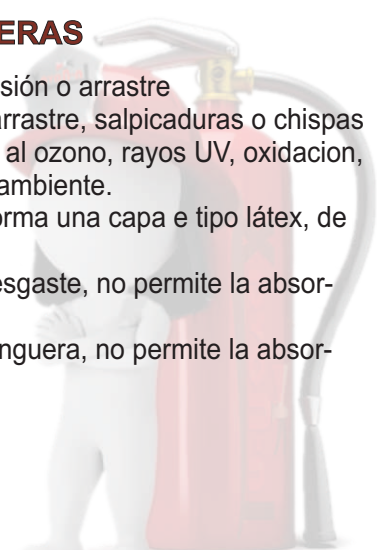 ERAS
sión o arrastre
arrastre, salpicaduras o chispas
al ozono, rayos UV, oxidacion,
ambiente.
orma una capa e tipo látex, de
esgaste, no permite la absor-
nguera, no permite la absor-